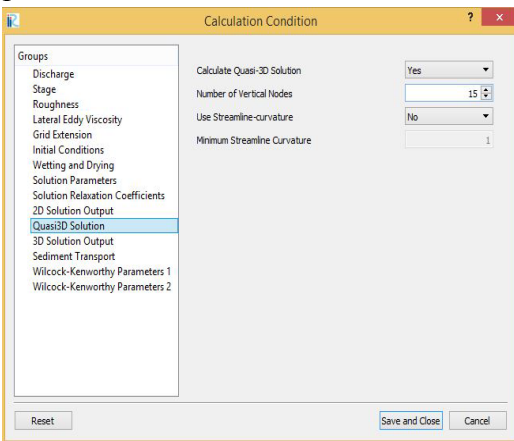 iR
Calculation Condition
?
×
Groups
Discharge
Stage
Roughness
Lateral Eddy Viscosity
Grid Extension
Initial Conditions
Wetting and Drying
Solution Parameters
Solution Relaxation Coefficients
2D Solution Output
Quasi3D Solution
3D Solution Output
Sediment Transport
Wilcock-Kenworthy Parameters 1
Wilcock-Kenworthy Parameters 2
Calculate Quasi-3D Solution Yes
Number of Vertical Nodes 15
Use Streamline-curvature No
Minimum Streamline Curvature 1
Reset Save and Close Cancel